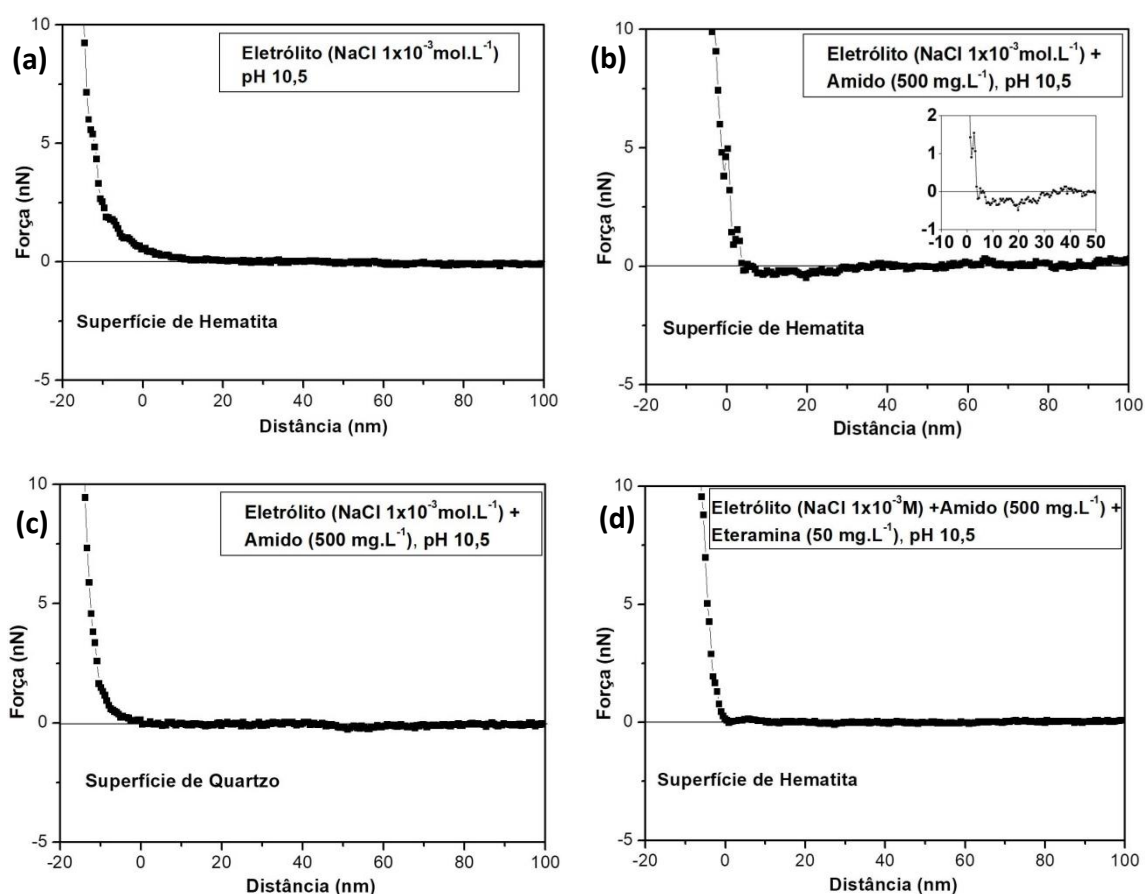 (a)
Eletrólito (NaCl 1x10⁻³mol.L⁻¹)
pH 10,5
10
5
0
-5
Força (nN)
Superfície de Hematita
-20 0 20 40 60 80 100
Distância (nm)
(b)
Eletrólito (NaCl 1x10⁻³mol.L⁻¹) +
Amido (500 mg.L⁻¹), pH 10,5
2
1
0
-1
-10 0 10 20 30 40 50
10
5
0
-5
Força (nN)
Superfície de Hematita
-20 0 20 40 60 80 100
Distância (nm)
(c)
Eletrólito (NaCl 1x10⁻³mol.L⁻¹) +
Amido (500 mg.L⁻¹), pH 10,5
10
5
0
-5
Força (nN)
Superfície de Quartzo
-20 0 20 40 60 80 100
Distância (nm)
(d)
Eletrólito (NaCl 1x10⁻³M) +Amido (500 mg.L⁻¹) +
Eteramina (50 mg.L⁻¹), pH 10,5
10
5
0
-5
Força (nN)
Superfície de Hematita
-20 0 20 40 60 80 100
Distância (nm)